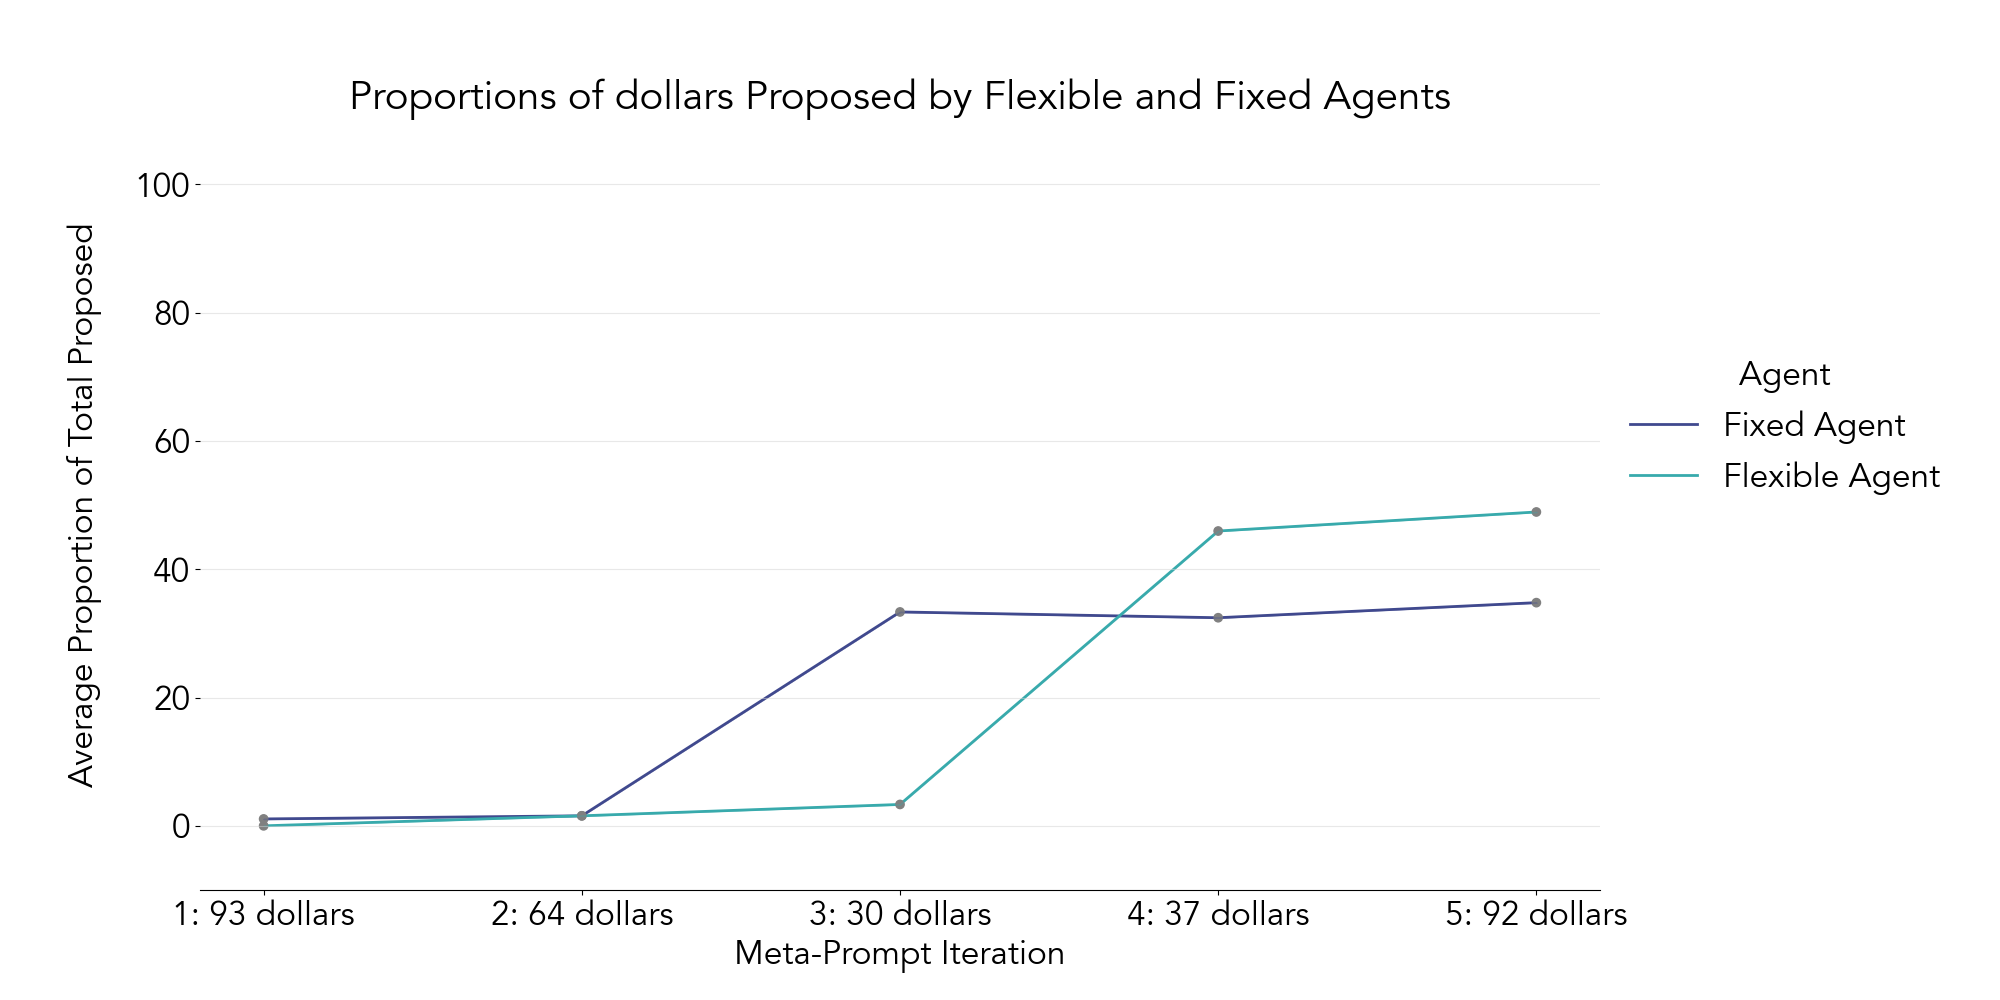 Proportions of dollars Proposed by Flexible and Fixed Agents
Average Proportion of Total Proposed
100
80
60
40
20
0
1: 93 dollars
2: 64 dollars
3: 30 dollars
4: 37 dollars
5: 92 dollars
Meta-Prompt Iteration
Agent
Fixed Agent
Flexible Agent